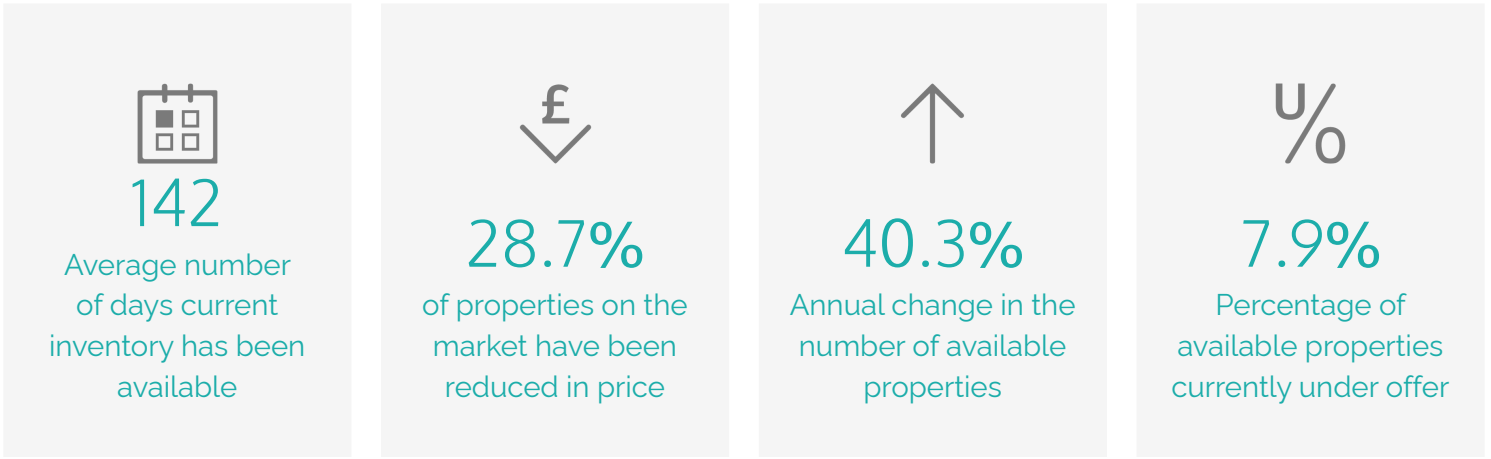 142
Average number
of days current
inventory has been
available
£
28.7%
of properties on the
market have been
reduced in price
40.3%
Annual change in the
number of available
properties
U/O
7.9%
Percentage of
available properties
currently under offer